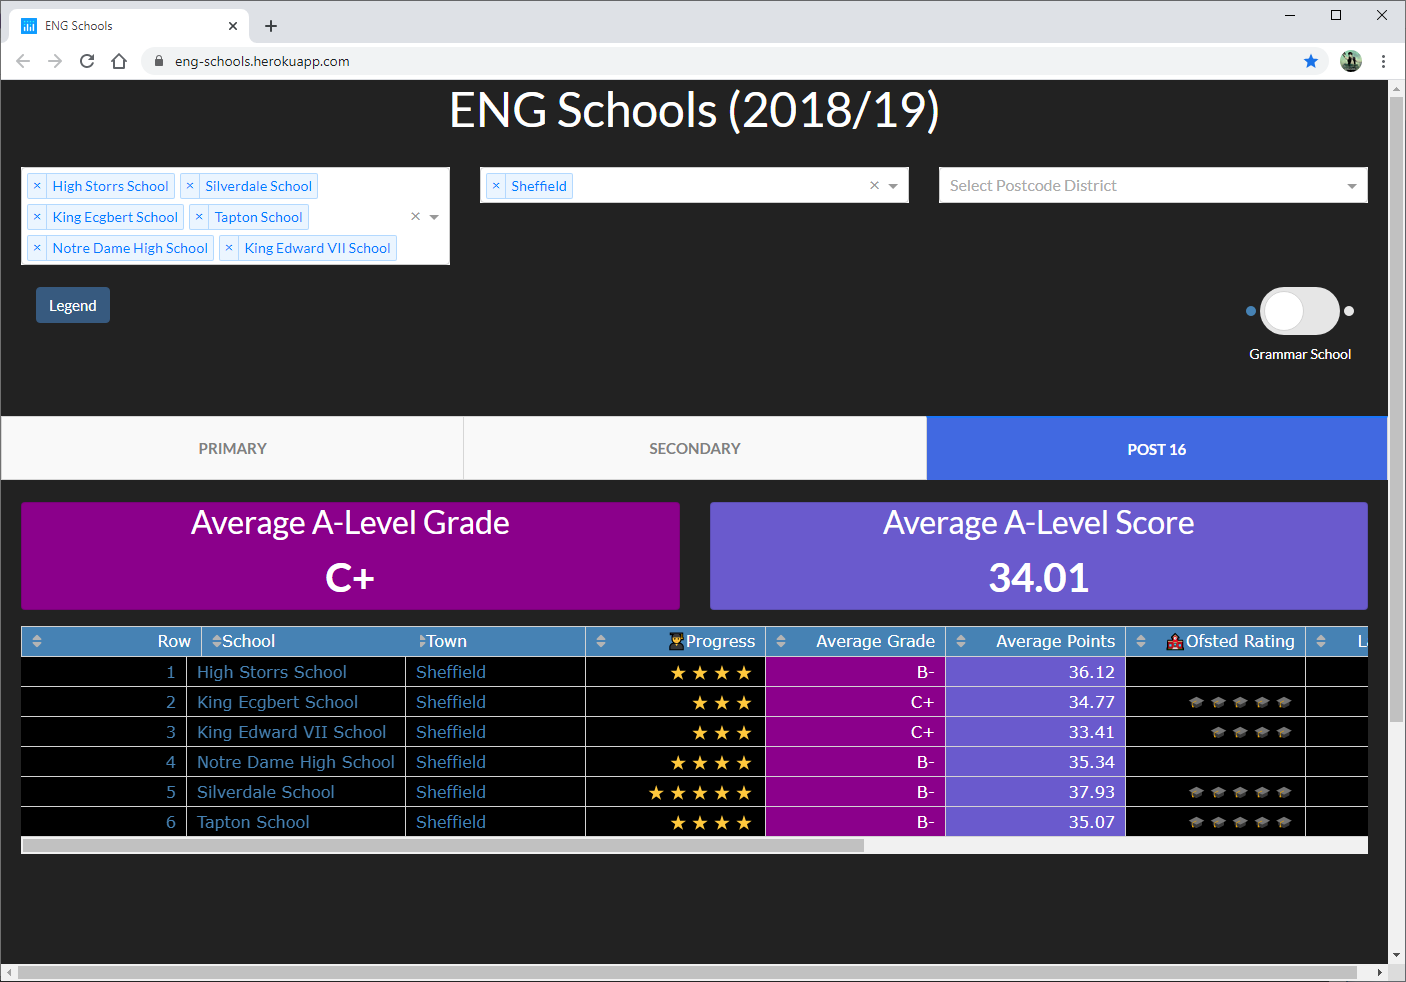 ENG Schools
eng-schools.herokuapp.com
ENG Schools (2018/19)
× High Storrs School × Silverdale School
× King Ecgbert School × Tapton School
× Notre Dame High School × King Edward VII School
× Sheffield
Select Postcode District
Legend
Grammar School
PRIMARY SECONDARY POST 16
Average A-Level Grade
C+
Average A-Level Score
34.01
Row School Town Progress Average Grade Average Points Ofsted Rating L
1 High Storrs School Sheffield ★★★★ B- 36.12
2 King Ecgbert School Sheffield ★★★ C+ 34.77
3 King Edward VII School Sheffield ★★★ C+ 33.41
4 Notre Dame High School Sheffield ★★★★ B- 35.34
5 Silverdale School Sheffield ★★★★★ B- 37.93
6 Tapton School Sheffield ★★★★ B- 35.07